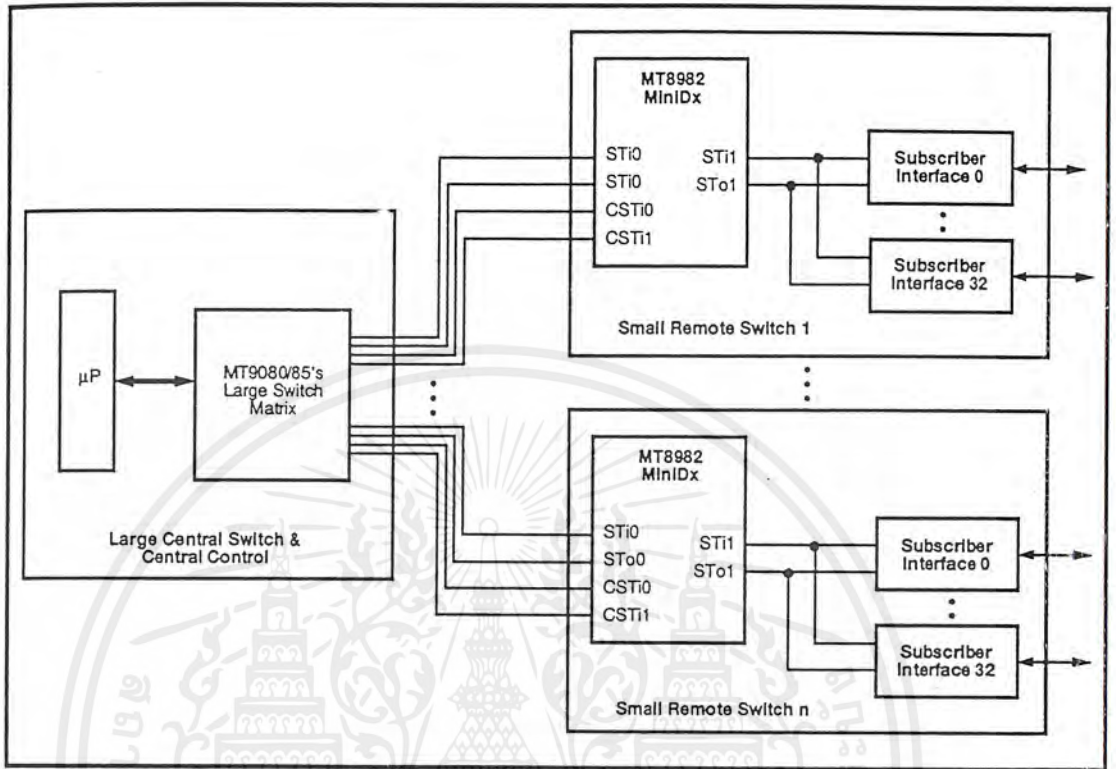 MT8982
MiniDx
STi0
STi0
CSTi0
CSTi1
STi1
STo1
Subscriber
Interface 0
Subscriber
Interface 32
Small Remote Switch 1
µP
MT9080/85's
Large Switch
Matrix
Large Central Switch &
Central Control
MT8982
MiniDx
STi0
STo0
CSTi0
CSTi1
STi1
STo1
Subscriber
Interface 0
Subscriber
Interface 32
Small Remote Switch n